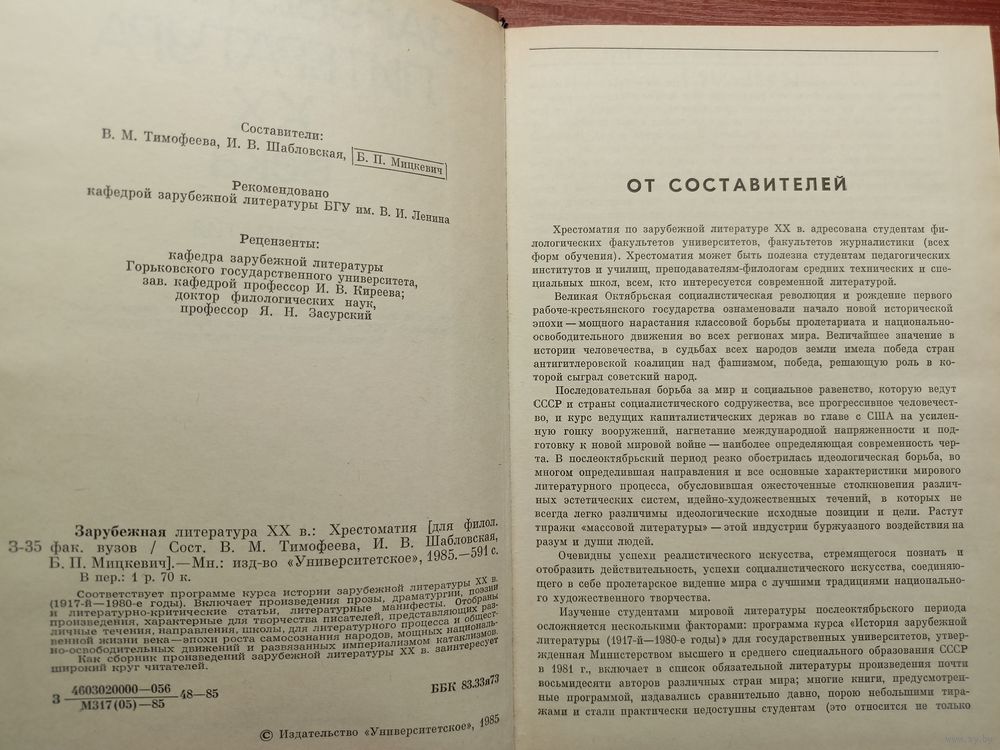 Составители:
В. М. Тимофеева, И. В. Шабловская, Б. П. Мицкевич
Рекомендовано
кафедрой зарубежной литературы БГУ им. В. И. Ленина
Рецензенты:
кафедра зарубежной литературы
Горьковского государственного университета,
зав. кафедрой профессор И. В. Киреева;
доктор филологических наук,
профессор Я. Н. Засурский
Зарубежная литература XX в.: Хрестоматия [для филол.
З-35 фак. вузов / Сост. В. М. Тимофеева, И. В. Шабловская,
Б. П. Мицкевич].—Мн.: изд-во «Университетское», 1985.—591 с.
В пер.: 1 р. 70 к.
Соответствует программе курса истории зарубежной литературы XX в.
(1917-й—1980-е годы). Включает произведения прозы, драматургии, поэзии
и литературно-критические статьи, литературные манифесты. Отобраны
произведения, характерные для творчества писателей, представляющих раз-
личные течения, направления, школы, для литературного процесса и общест-
венной жизни века—эпохи роста самосознания народов, мощных националь-
но-освободительных движений и развязанных империализмом катаклизмов.
Как сборник произведений зарубежной литературы XX в. заинтересует
широкий круг читателей.
З 4603020000—056 48—85
М317(05)—85
ББК 83.33я73
© Издательство «Университетское», 1985
ОТ СОСТАВИТЕЛЕЙ
Хрестоматия по зарубежной литературе XX в. адресована студентам фи-
лологических факультетов университетов, факультетов журналистики (всех
форм обучения). Хрестоматия может быть полезна студентам педагогических
институтов и училищ, преподавателям-филологам средних технических и спе-
циальных школ, всем, кто интересуется современной литературой.
Великая Октябрьская социалистическая революция и рождение первого
рабоче-крестьянского государства ознаменовали начало новой исторической
эпохи—мощного нарастания классовой борьбы пролетариата и национально-
освободительного движения во всех регионах мира. Величайшее значение в
истории человечества, в судьбах всех народов земли имела победа стран
антигитлеровской коалиции над фашизмом, победа, решающую роль в ко-
торой сыграл советский народ.
Последовательная борьба за мир и социальное равенство, которую ведут
СССР и страны социалистического содружества, все прогрессивное человечест-
во, и курс ведущих капиталистических держав во главе с США на усилен-
ную гонку вооружений, нагнетание международной напряженности и под-
готовку к новой мировой войне—наиболее определяющая современность чер-
та. В послеоктябрьский период резко обострилась идеологическая борьба, во
многом определившая направления и все основные характеристики мирового
литературного процесса, обусловившая ожесточенные столкновения различ-
ных эстетических систем, идейно-художественных течений, в которых не
всегда легко различимы идеологические исходные позиции и цели. Растут
тиражи «массовой литературы»—этой индустрии буржуазного воздействия на
разум и души людей.
Очевидны успехи реалистического искусства, стремящегося познать и
отобразить действительность, успехи социалистического искусства, соединяю-
щего в себе пролетарское видение мира с лучшими традициями национально-
го художественного творчества.
Изучение студентами мировой литературы послеоктябрьского периода
осложняется несколькими факторами: программа курса «История зарубежной
литературы (1917-й—1980-е годы)» для государственных университетов, утвер-
жденная Министерством высшего и среднего специального образования СССР
в 1981 г., включает в список обязательной литературы произведения почти
восьмидесяти авторов различных стран мира; многие книги, предусмотрен-
ные программой, издавались сравнительно давно, порою небольшими тира-
жами и стали практически недоступны студентам (это относится не только